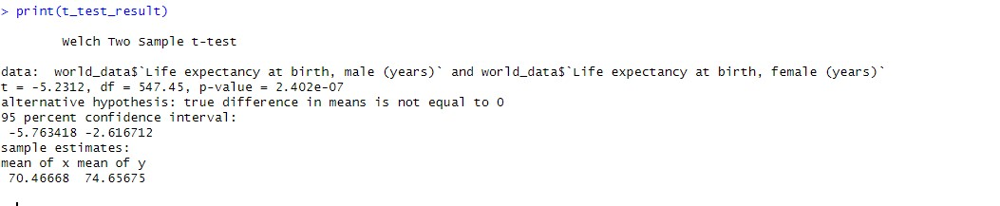 > print(t_test_result)
Welch Two Sample t-test
data:  world_data$`Life expectancy at birth, male (years)` and world_data$`Life expectancy at birth, female (years)`
t = -5.2312, df = 547.45, p-value = 2.402e-07
alternative hypothesis: true difference in means is not equal to 0
95 percent confidence interval:
 -5.763418 -2.616712
sample estimates:
mean of x mean of y
 70.46668  74.65675